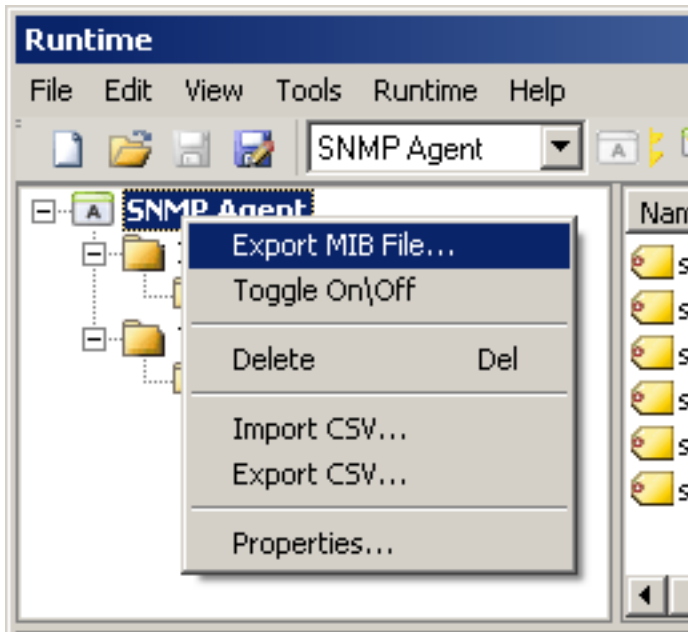 Runtime
File Edit View Tools Runtime Help
SNMP Agent
A
A SNMP Agent
Export MIB File...
Toggle On\Off
Delete Del
Import CSV...
Export CSV...
Properties...
s
s
s
s
s
s